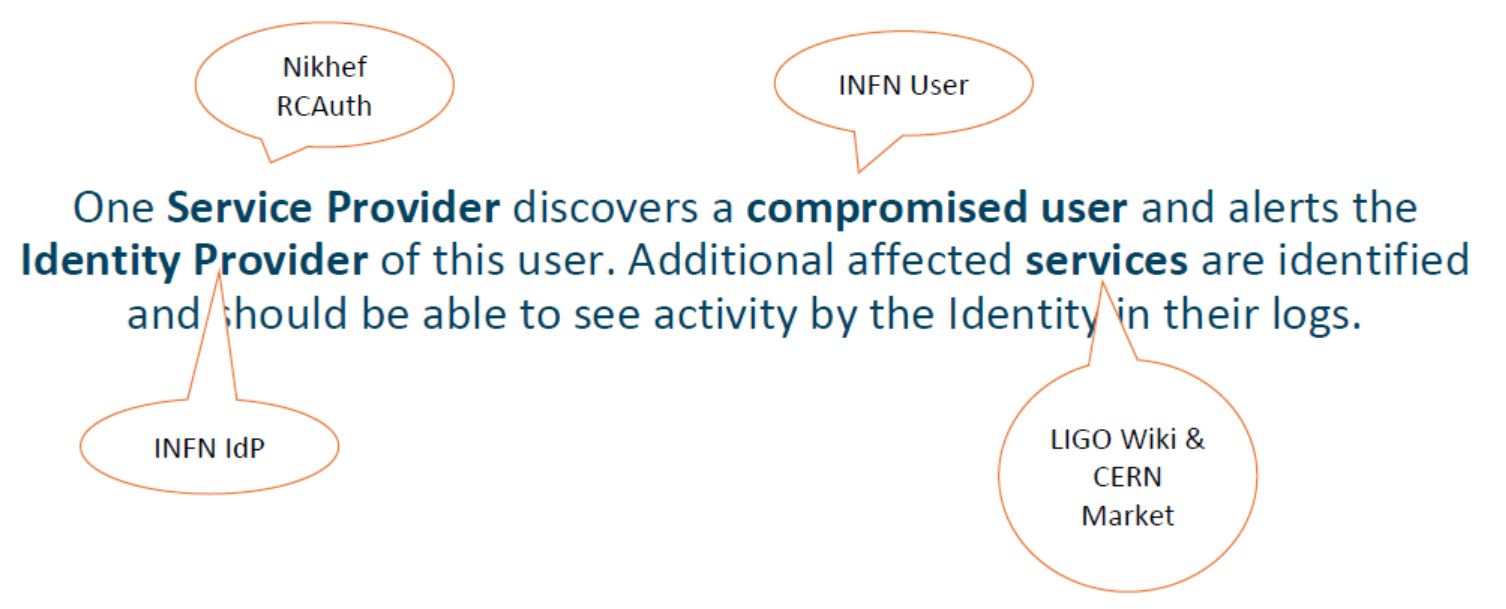 Nikhef
RCAuth
INFN User
One Service Provider discovers a compromised user and alerts the
Identity Provider of this user. Additional affected services are identified
and should be able to see activity by the Identity in their logs.
INFN IdP
LIGO Wiki &
CERN
Market